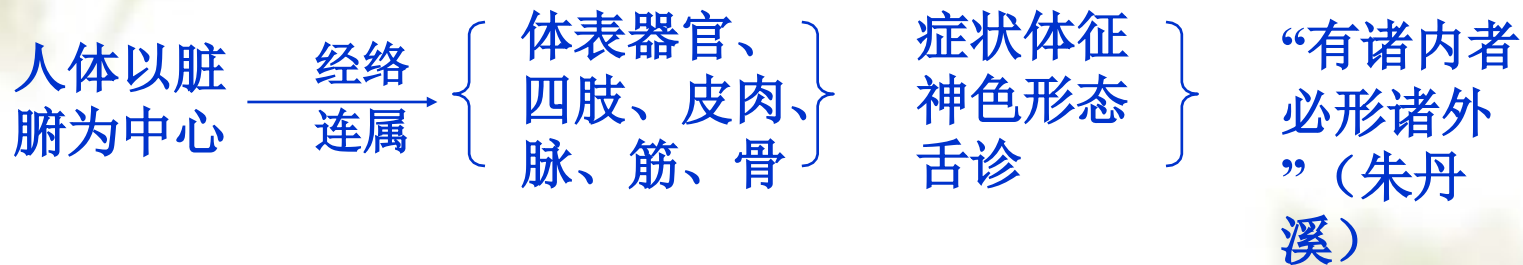 人体以脏
腑为中心
经络
连属
体表器官、
四肢、皮肉、
脉、筋、骨
症状体征
神色形态
舌诊
“有诸内者
必形诸外
”（朱丹
溪）